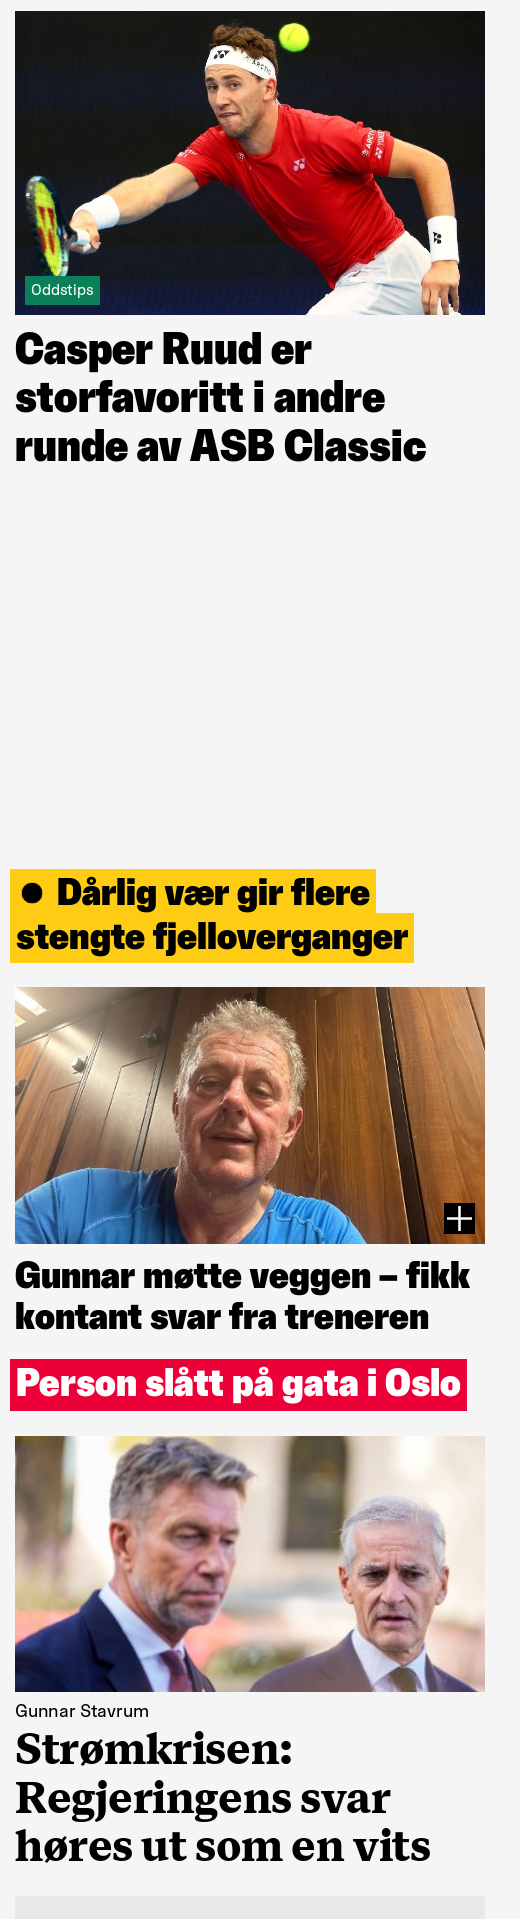 Oddstips
Casper Ruud er
storfavoritt i andre
runde av ASB Classic
● Dårlig vær gir flere
stengte fjelloverganger
Gunnar møtte veggen – fikk
kontant svar fra treneren
Person slått på gata i Oslo
Gunnar Stavrum
Strømkrisen:
Regjeringens svar
høres ut som en vits